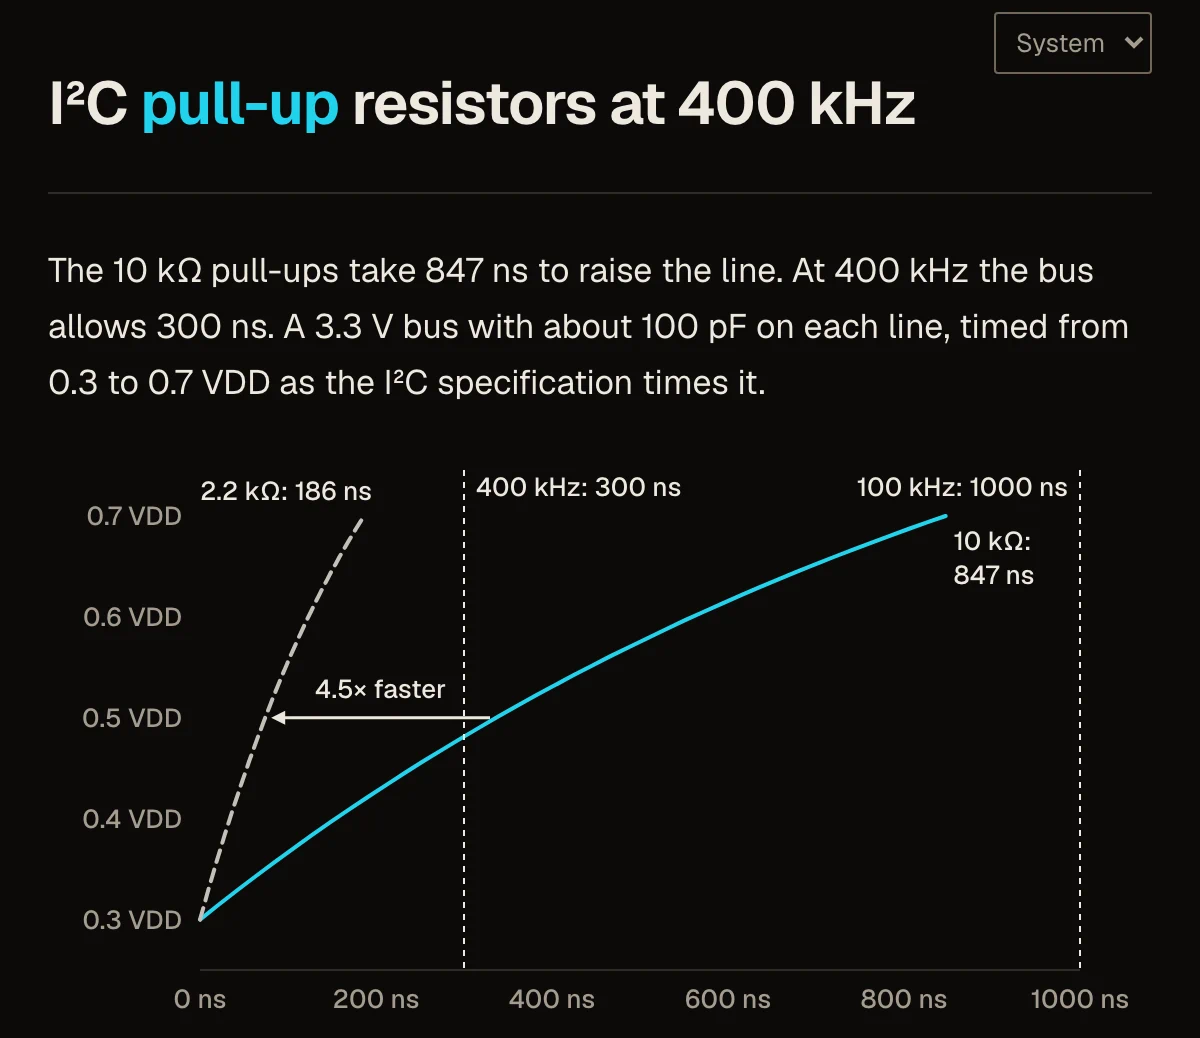 System
I²C pull-up resistors at 400 kHz
The 10 kΩ pull-ups take 847 ns to raise the line. At 400 kHz the bus
allows 300 ns. A 3.3 V bus with about 100 pF on each line, timed from
0.3 to 0.7 VDD as the I²C specification times it.
2.2 kΩ: 186 ns
400 kHz: 300 ns
100 kHz: 1000 ns
0.7 VDD
10 kΩ:
847 ns
0.6 VDD
4.5× faster
0.5 VDD
0.4 VDD
0.3 VDD
0 ns
200 ns
400 ns
600 ns
800 ns
1000 ns